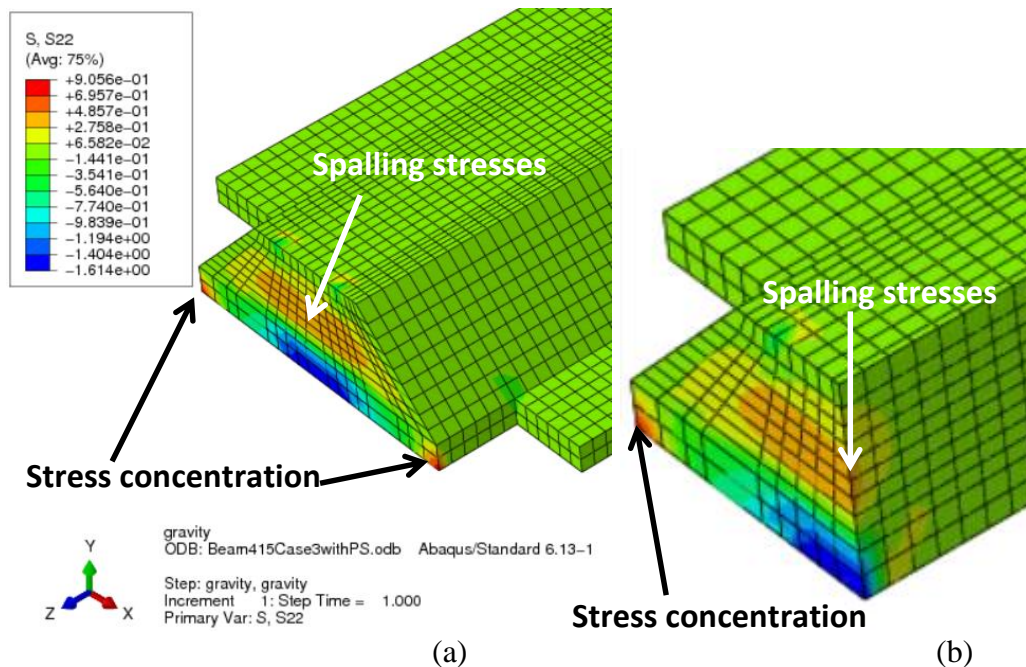 S, S22
(Avg: 75%)
+9.056e-01
+6.957e-01
+4.857e-01
+2.758e-01
+6.582e-02
-1.441e-01
-3.541e-01
-5.640e-01
-7.740e-01
-9.839e-01
-1.194e+00
-1.404e+00
-1.614e+00
Spalling stresses
Stress concentration
gravity
ODB: Beam415Case3withPS.odb Abaqus/Standard 6.13-1
Step: gravity, gravity
Increment 1: Step Time = 1.000
Primary Var: S, S22
Y
Z
X
(a)
Spalling stresses
Stress concentration
(b)